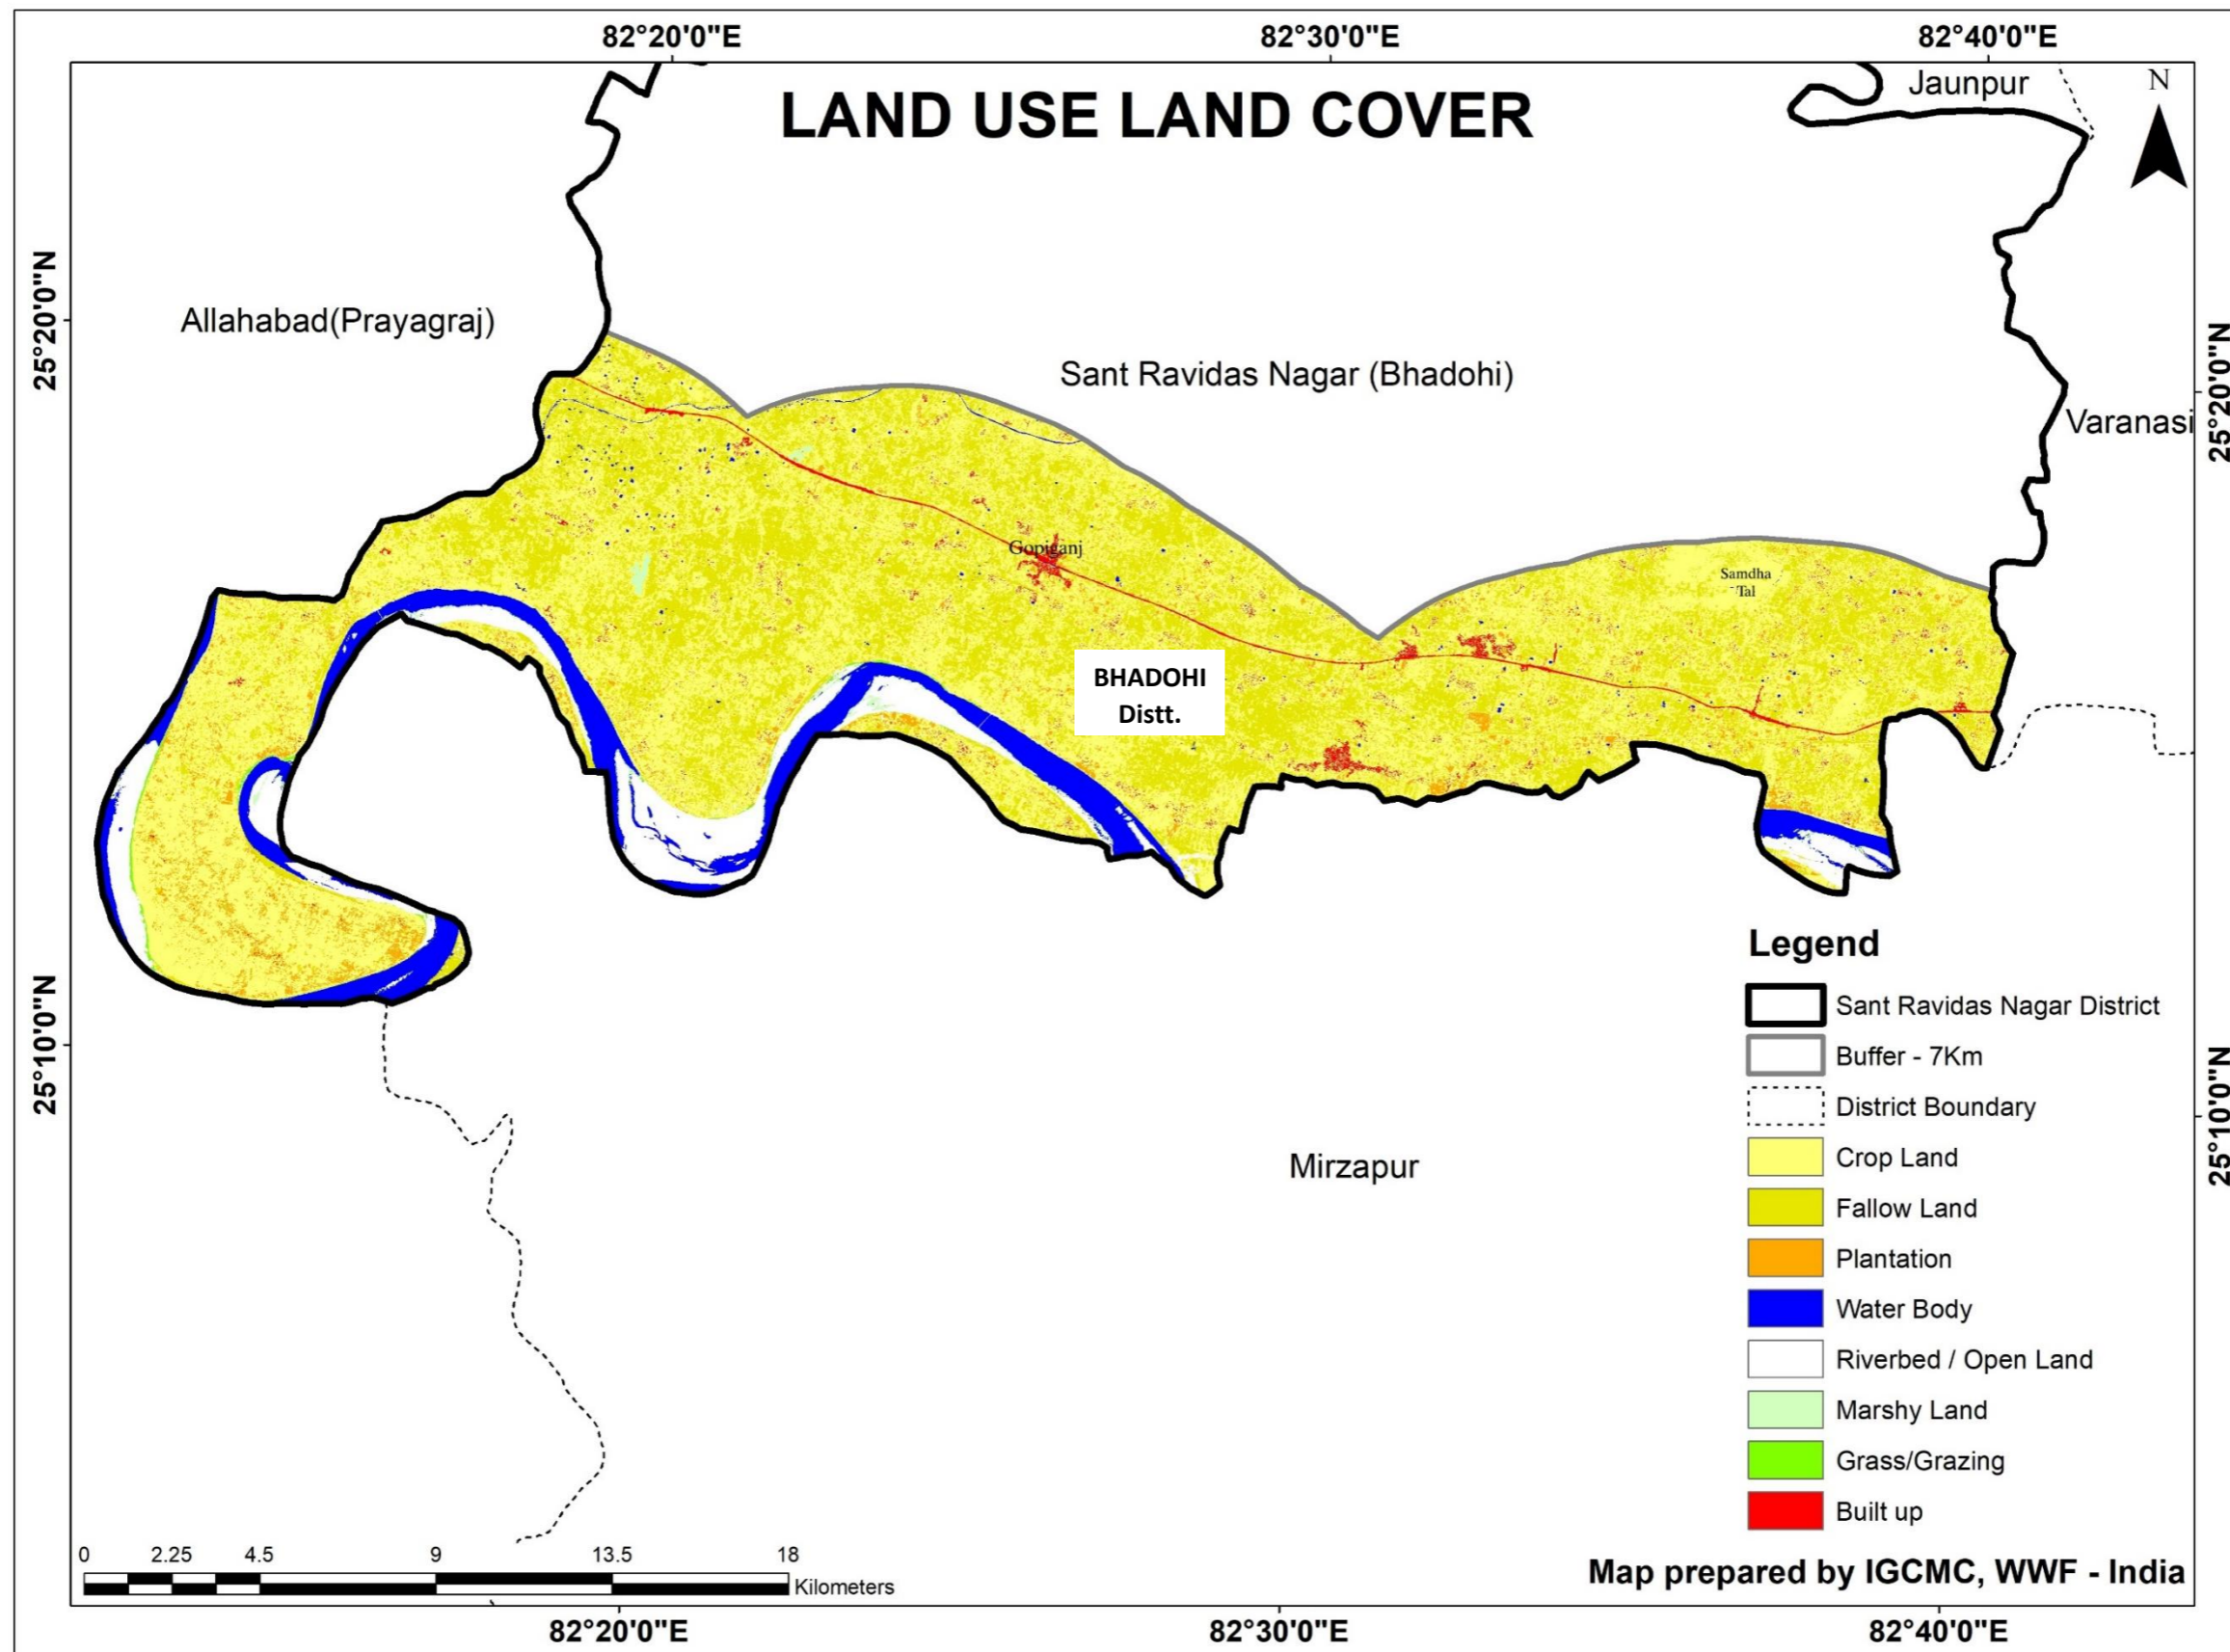 82°20'0"E
82°30'0"E
82°40'0"E
Jaunpur
N
LAND USE LAND COVER
25°20'0"N
Allahabad(Prayagraj)
Sant Ravidas Nagar (Bhadohi)
25°20'0"N
Varanasi
Gopiganj
Samdha
Tal
BHADOHI
Distt.
Legend
Sant Ravidas Nagar District
Buffer - 7Km
District Boundary
Crop Land
Fallow Land
Plantation
Water Body
Riverbed / Open Land
Marshy Land
Grass/Grazing
Built up
25°10'0"N
25°10'0"N
Mirzapur
0 2.25 4.5 9 13.5 18
Kilometers
Map prepared by IGCMC, WWF - India
82°20'0"E
82°30'0"E
82°40'0"E